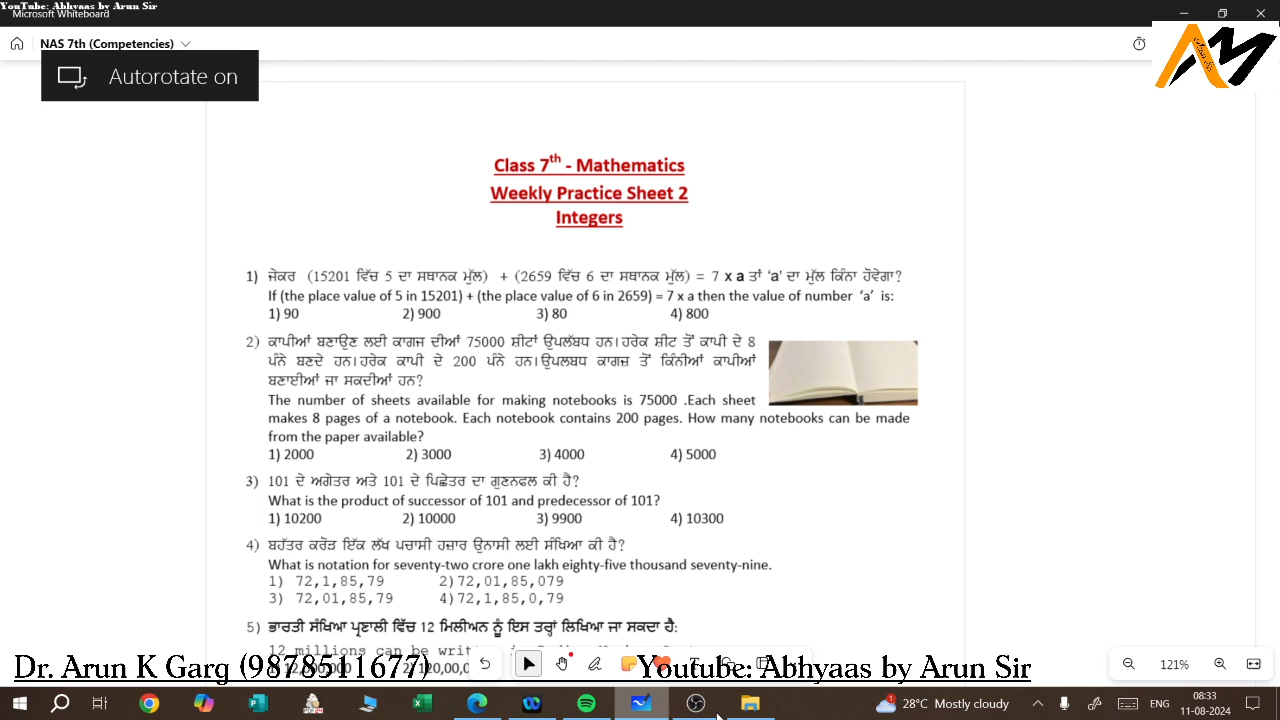 YouTube: Abhyaas by Arun Sir
Microsoft Whiteboard
NAS 7th (Competencies)
Autorotate on
Class 7th - Mathematics
Weekly Practice Sheet 2
Integers
1) ਜੇਕਰ (15201 ਵਿੱਚ 5 ਦਾ ਸਥਾਨਕ ਮੁੱਲ) + (2659 ਵਿੱਚ 6 ਦਾ ਸਥਾਨਕ ਮੁੱਲ) = 7 x a ਤਾਂ 'a' ਦਾ ਮੁੱਲ ਕਿੰਨਾ ਹੋਵੇਗਾ?
If (the place value of 5 in 15201) + (the place value of 6 in 2659) = 7 x a then the value of number 'a' is:
1) 90 2) 900 3) 80 4) 800
2) ਕਾਪੀਆਂ ਬਣਾਉਣ ਲਈ ਕਾਗਜ ਦੀਆਂ 75000 ਸ਼ੀਟਾਂ ਉਪਲੱਬਧ ਹਨ।ਹਰੇਕ ਸ਼ੀਟ ਤੋਂ ਕਾਪੀ ਦੇ 8
ਪੰਨੇ ਬਣਦੇ ਹਨ।ਹਰੇਕ ਕਾਪੀ ਦੇ 200 ਪੰਨੇ ਹਨ।ਉਪਲਬਧ ਕਾਗਜ਼ ਤੋਂ ਕਿੰਨੀਆਂ ਕਾਪੀਆਂ
ਬਣਾਈਆਂ ਜਾ ਸਕਦੀਆਂ ਹਨ?
The number of sheets available for making notebooks is 75000 .Each sheet
makes 8 pages of a notebook. Each notebook contains 200 pages. How many notebooks can be made
from the paper available?
1) 2000 2) 3000 3) 4000 4) 5000
3) 101 ਦੇ ਅਗੇਤਰ ਅਤੇ 101 ਦੇ ਪਿਛੇਤਰ ਦਾ ਗੁਣਨਫਲ ਕੀ ਹੈ?
What is the product of successor of 101 and predecessor of 101?
1) 10200 2) 10000 3) 9900 4) 10300
4) ਬਹੱਤਰ ਕਰੋੜ ਇੱਕ ਲੱਖ ਪਚਾਸੀ ਹਜ਼ਾਰ ਉਨਾਸੀ ਲਈ ਸੰਖਿਆ ਕੀ ਹੈ?
What is notation for seventy-two crore one lakh eighty-five thousand seventy-nine.
1) 72,1,85,79 2)72,01,85,079
3) 72,01,85,79 4)72,1,85,0,79
5) ਭਾਰਤੀ ਸੰਖਿਆ ਪ੍ਰਣਾਲੀ ਵਿੱਚ 12 ਮਿਲੀਅਨ ਨੂੰ ਇਸ ਤਰ੍ਹਾਂ ਲਿਖਿਆ ਜਾ ਸਕਦਾ ਹੈ:
12 millions can be
Dr. Arun K Garg (9878511677) Youtube: Abhyaas by Arun Sir
121%
28°C Mostly cloudy
ENG
08:33
11-08-2024